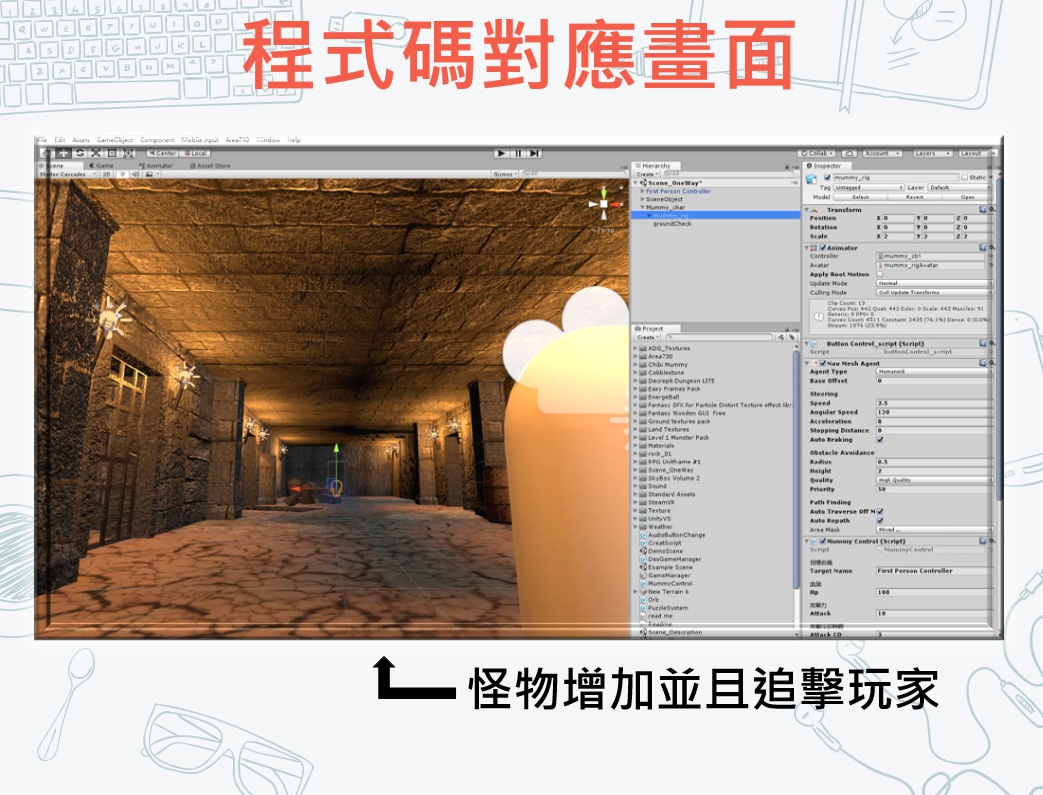 程式碼對應畫面
File Edit Assets GameObject Component Mobile Input Area730 Window Help
Center Local
Collab Account Layers Layout
Scene Game Animator Asset Store
Shadow Cascades 2D
Gizmos
Hierarchy
Create
Scene_OneWay*
First Person Controller
SceneObject
Mummy_char
mummy_rig
groundCheck
Project
Create
ADG_Textures
Area730
Chibi Mummy
Cobblestone
Decrepit Dungeon LITE
Easy Frames Pack
EnergeBall
Fantasy SFX for Particle Distort Texture effect libra
Fantasy Wooden GUI Free
Ground textures pack
Land Textures
Level 1 Monster Pack
Materials
rock_01
RPG Unitframe #1
Scene_OneWay
SkyBox Volume 2
Sound
Standard Assets
SteamVR
Texture
UnityVS
Weather
AudioButtonChange
CreatScript
DemoScene
DesGameManager
Example Scene
GameManager
MummyControl
New Terrain 6
Orb
PuzzleSystem
read me
Readme
Scene_Description
Inspector
mummy_rig Static
Tag Untagged Layer Default
Model Select Revert Open
Transform
Position X 0 Y 0 Z 0
Rotation X 0 Y 0 Z 0
Scale X 2 Y 2 Z 2
Animator
Controller mummy_ctrl
Avatar mummy_rigAvatar
Apply Root Motion
Update Mode Normal
Culling Mode Cull Update Transforms
Clip Count: 13
Curves Pos: 442 Quat: 442 Euler: 0 Scale: 442 Muscles: 91
Generic: 0 PPtr: 0
Curves Count: 4511 Constant: 3435 (76.1%) Dense: 0 (0.0%)
Stream: 1076 (23.9%)
Button Control_script (Script)
Script buttonControl_script
Nav Mesh Agent
Agent Type Humanoid
Base Offset 0
Steering
Speed 3.5
Angular Speed 120
Acceleration 8
Stopping Distance 0
Auto Braking
Obstacle Avoidance
Radius 0.5
Height 2
Quality High Quality
Priority 50
Path Finding
Auto Traverse Off M
Auto Repath
Area Mask Mixed ...
Mummy Control (Script)
Script MummyControl
目標名稱
Target Name First Person Controller
血量
Hp 100
攻擊力
Attack 10
Attack CD 3
怪物增加並且追擊玩家